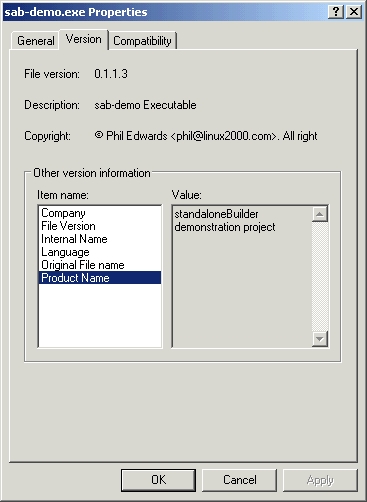 sab-demo.exe Properties
General Version Compatibility
File version: 0.1.1.3
Description: sab-demo Executable
Copyright: © Phil Edwards <phil@linux2000.com>. All right
Other version information
Item name: Value:
Company
File Version
Internal Name
Language
Original File name
Product Name
standaloneBuilder
demonstration project
OK Cancel Apply